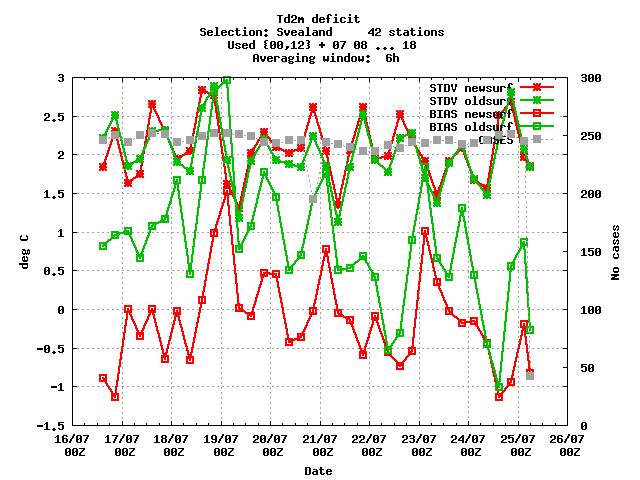 Td2m deficit
Selection: Svealand 42 stations
Used {00,12} + 07 08 ... 18
Averaging window: 6h
STDV newsurf
STDV oldsurf
BIAS newsurf
BIAS oldsurf
CASES
3
2.5
2
1.5
1
0.5
0
-0.5
-1
-1.5
deg C
300
250
200
150
100
50
0
No cases
16/07 17/07 18/07 19/07 20/07 21/07 22/07 23/07 24/07 25/07 26/07
00Z 00Z 00Z 00Z 00Z 00Z 00Z 00Z 00Z 00Z 00Z
Date